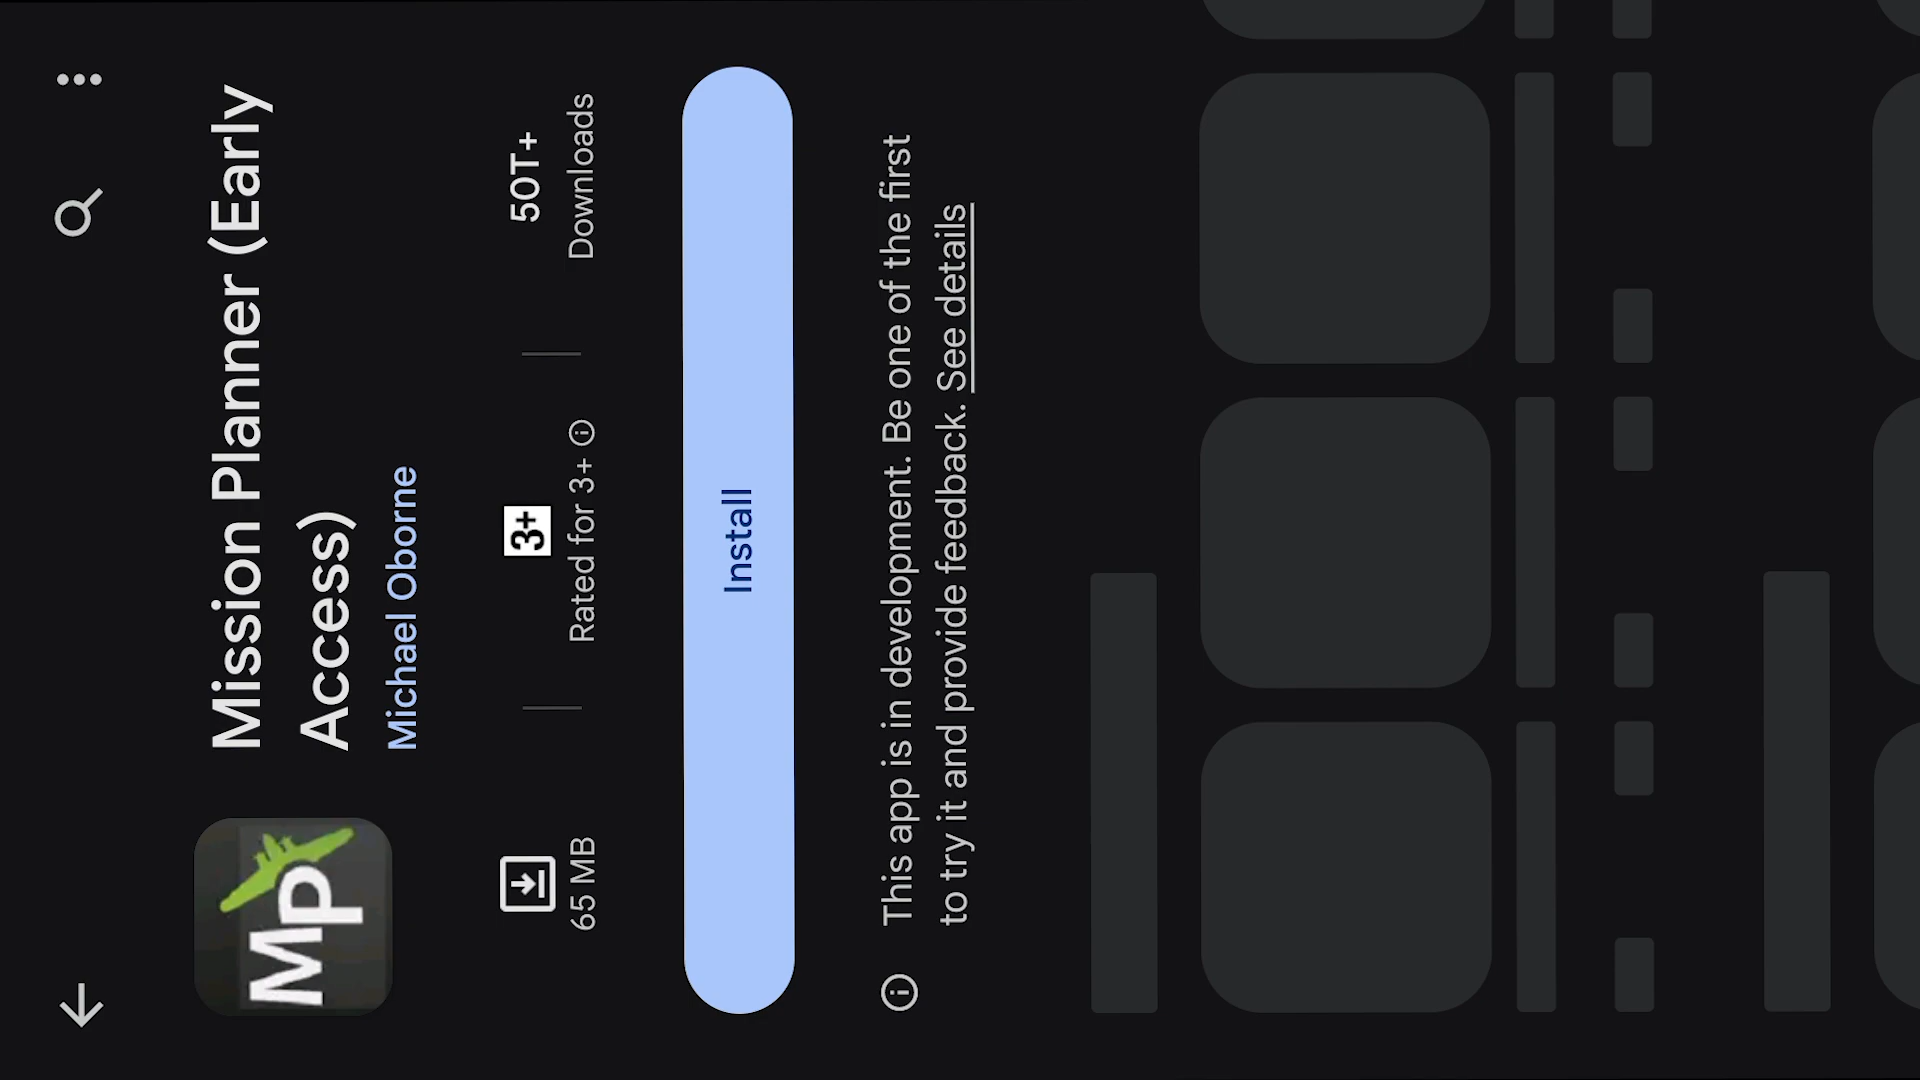 Mission Planner (Early
Access)
Michael Oborne
Mp
65 MB
3+
Rated for 3+
50T+
Downloads
Install
This app is in development. Be one of the first
to try it and provide feedback. See details